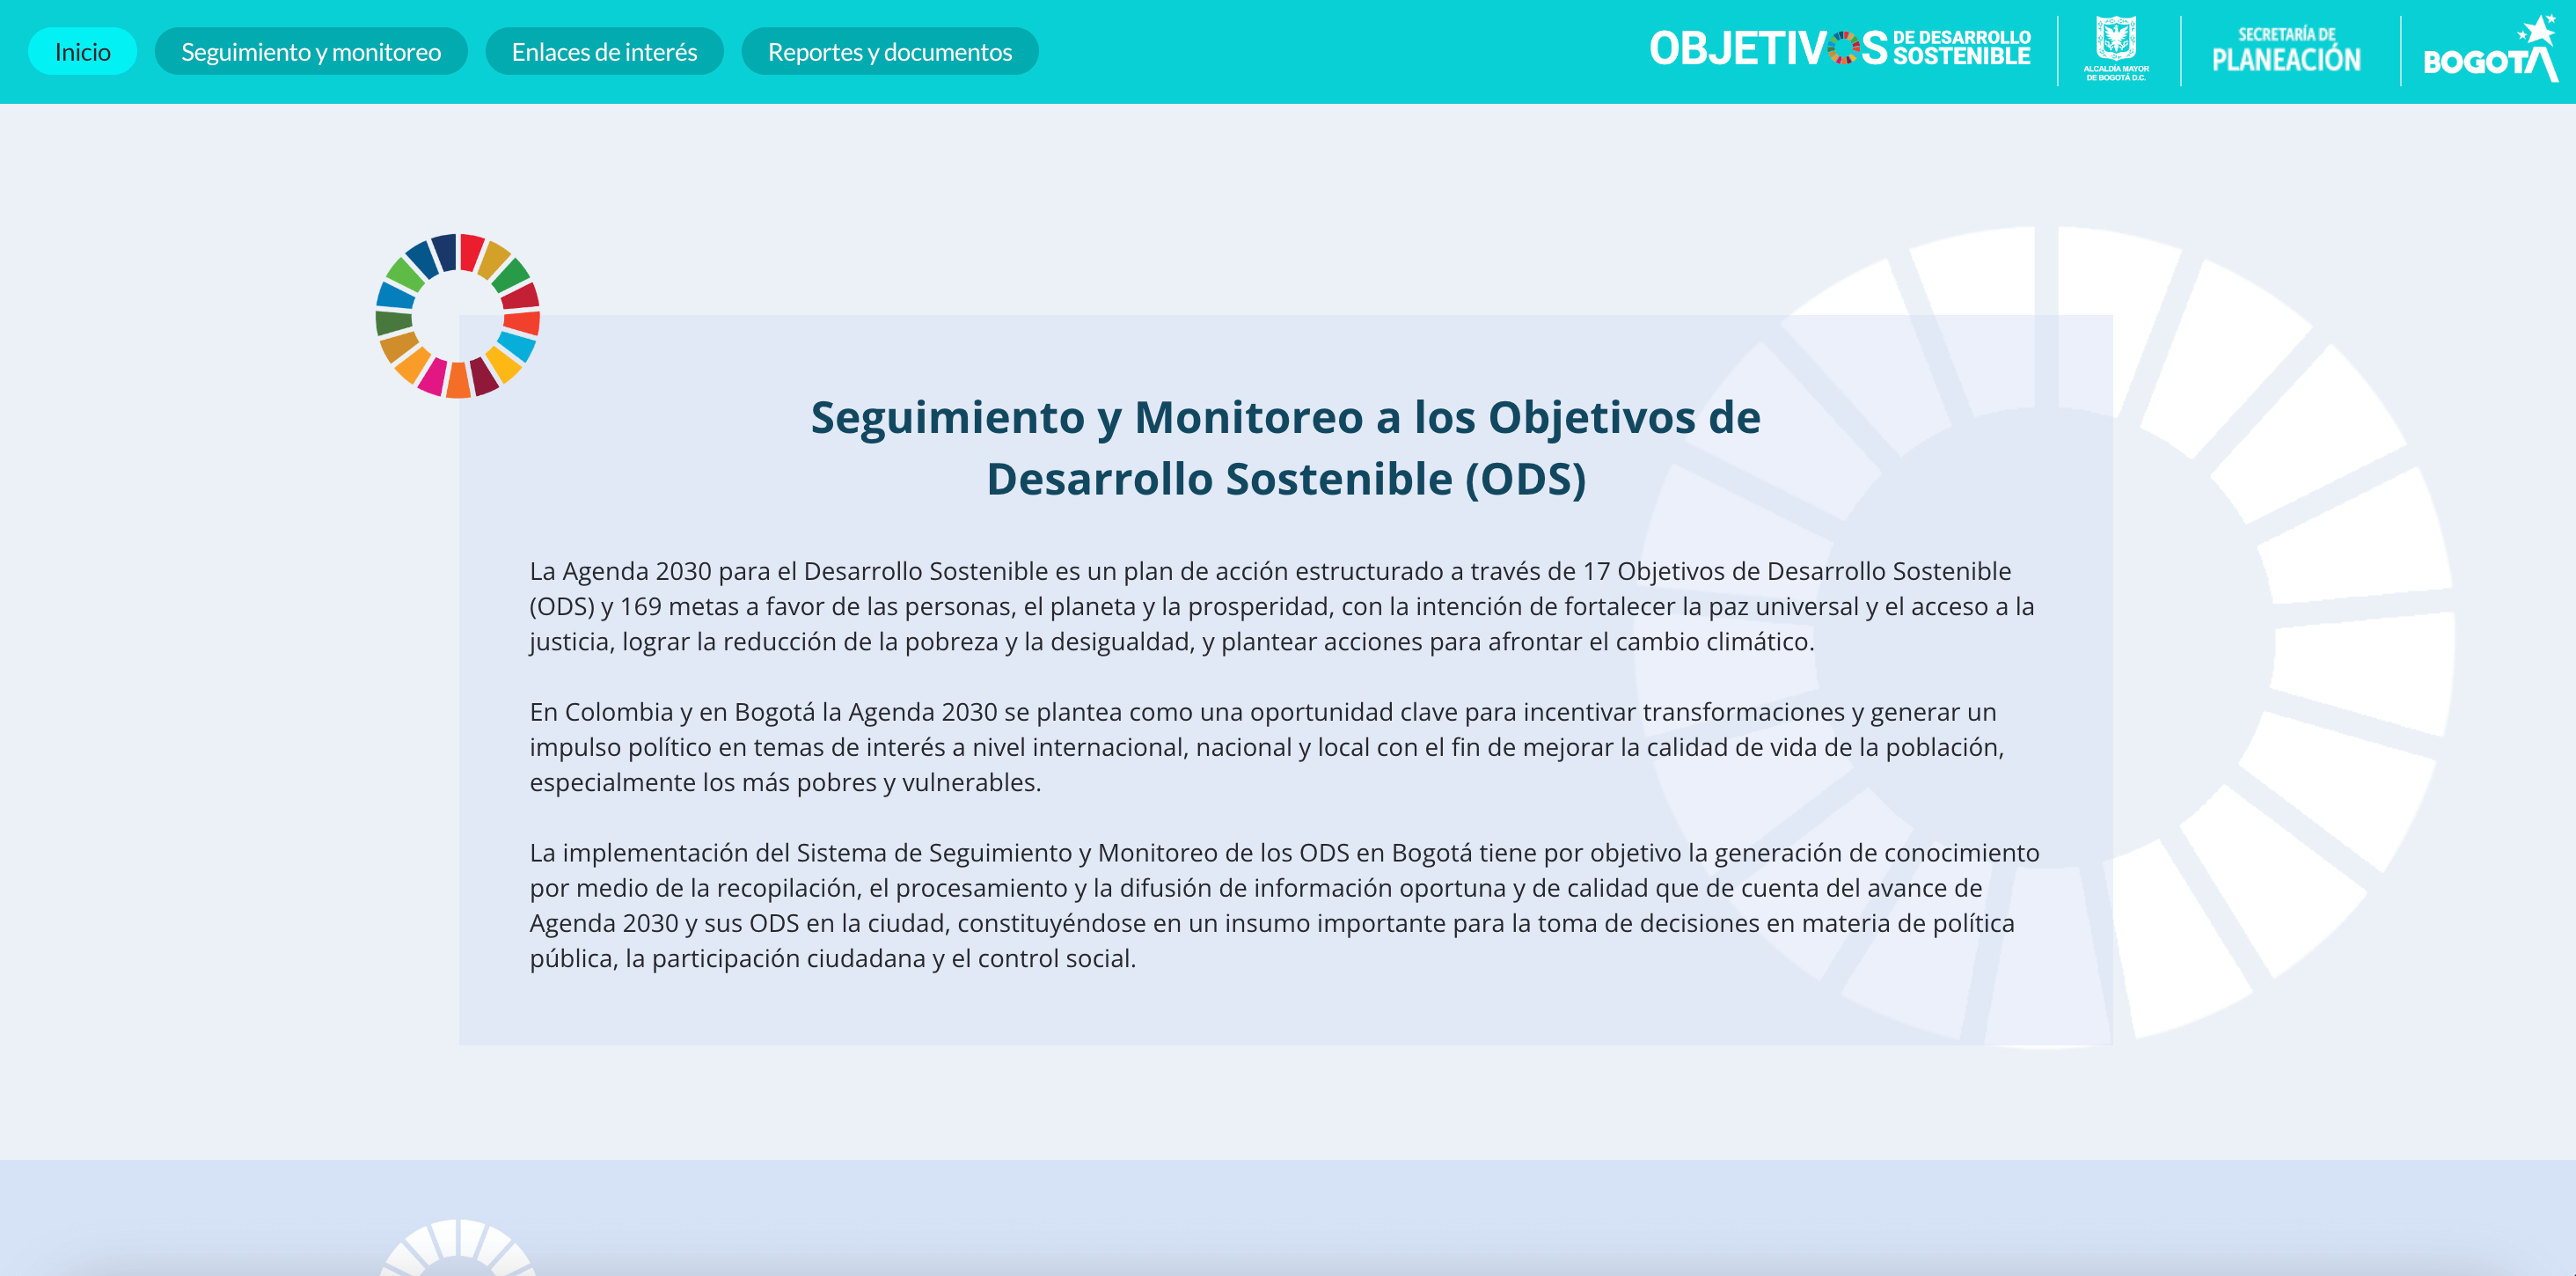 Inicio
Seguimiento y monitoreo
Enlaces de interés
Reportes y documentos
OBJETIVOS DE DESARROLLO SOSTENIBLE
ALCALDÍA MAYOR
DE BOGOTÁ D.C.
SECRETARÍA DE
PLANEACIÓN
BOGOTÁ
Seguimiento y Monitoreo a los Objetivos de
Desarrollo Sostenible (ODS)
La Agenda 2030 para el Desarrollo Sostenible es un plan de acción estructurado a través de 17 Objetivos de Desarrollo Sostenible
(ODS) y 169 metas a favor de las personas, el planeta y la prosperidad, con la intención de fortalecer la paz universal y el acceso a la
justicia, lograr la reducción de la pobreza y la desigualdad, y plantear acciones para afrontar el cambio climático.
En Colombia y en Bogotá la Agenda 2030 se plantea como una oportunidad clave para incentivar transformaciones y generar un
impulso político en temas de interés a nivel internacional, nacional y local con el fin de mejorar la calidad de vida de la población,
especialmente los más pobres y vulnerables.
La implementación del Sistema de Seguimiento y Monitoreo de los ODS en Bogotá tiene por objetivo la generación de conocimiento
por medio de la recopilación, el procesamiento y la difusión de información oportuna y de calidad que de cuenta del avance de
Agenda 2030 y sus ODS en la ciudad, constituyéndose en un insumo importante para la toma de decisiones en materia de política
pública, la participación ciudadana y el control social.